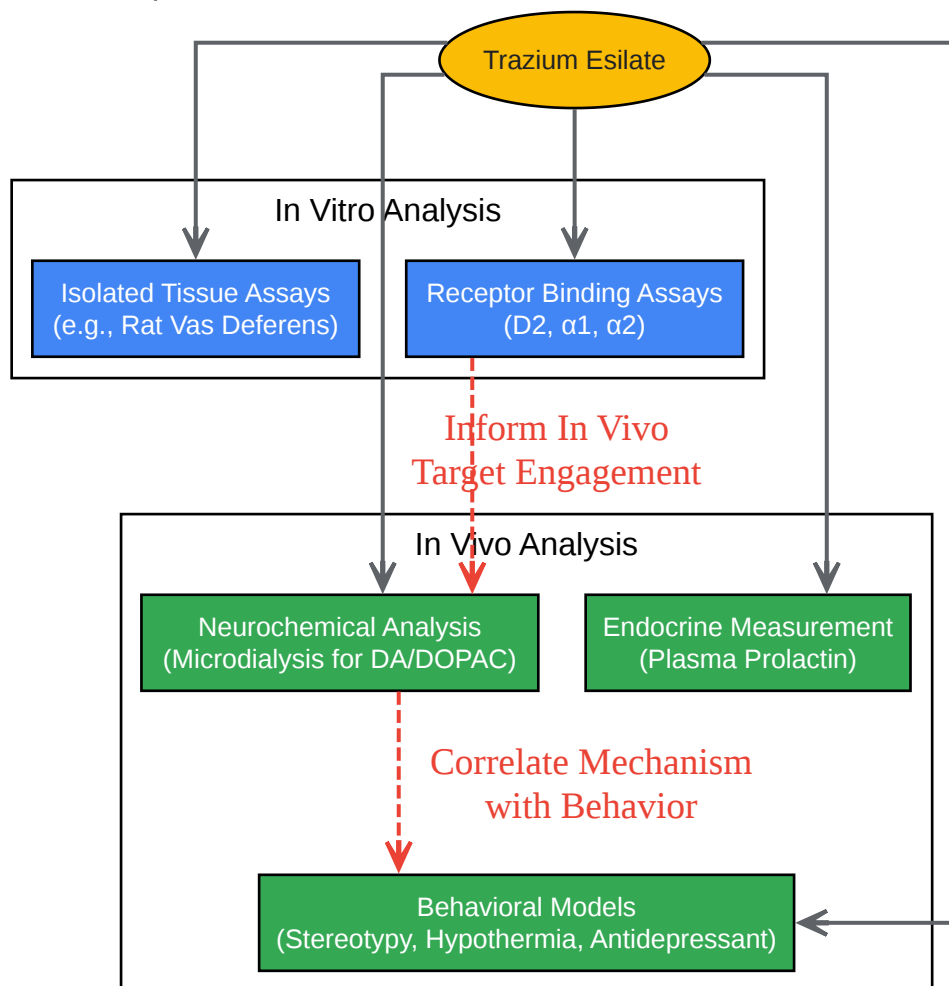 Trazium Esilate
In Vitro Analysis
Isolated Tissue Assays
(e.g., Rat Vas Deferens)
Receptor Binding Assays
(D2, α1, α2)
Inform In Vivo
Target Engagement
In Vivo Analysis
Neurochemical Analysis
(Microdialysis for DA/DOPAC)
Endocrine Measurement
(Plasma Prolactin)
Correlate Mechanism
with Behavior
Behavioral Models
(Stereotypy, Hypothermia, Antidepressant)